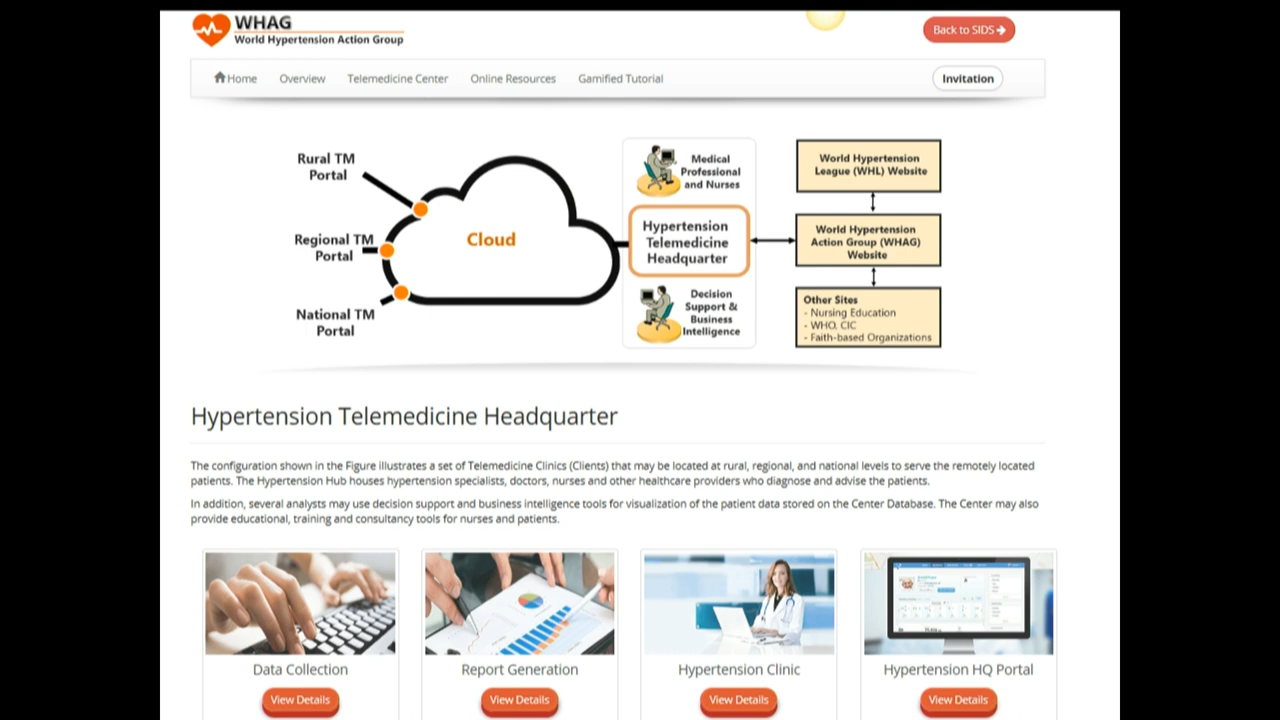 WHAG
World Hypertension Action Group
Back to SIDS
Home
Overview
Telemedicine Center
Online Resources
Gamified Tutorial
Invitation
Rural TM
Portal
Regional TM
Portal
National TM
Portal
Cloud
Medical
Professional
and Nurses
Hypertension
Telemedicine
Headquarter
Decision
Support &
Business
Intelligence
World Hypertension
League (WHL) Website
World Hypertension
Action Group (WHAG)
Website
Other Sites
- Nursing Education
- WHO, CIC
- Faith-based Organizations
Hypertension Telemedicine Headquarter
The configuration shown in the Figure illustrates a set of Telemedicine Clinics (Clients) that may be located at rural, regional, and national levels to serve the remotely located
patients. The Hypertension Hub houses hypertension specialists, doctors, nurses and other healthcare providers who diagnose and advise the patients.
In addition, several analysts may use decision support and business intelligence tools for visualization of the patient data stored on the Center Database. The Center may also
provide educational, training and consultancy tools for nurses and patients.
Data Collection
View Details
Report Generation
View Details
Hypertension Clinic
View Details
Hypertension HQ Portal
View Details